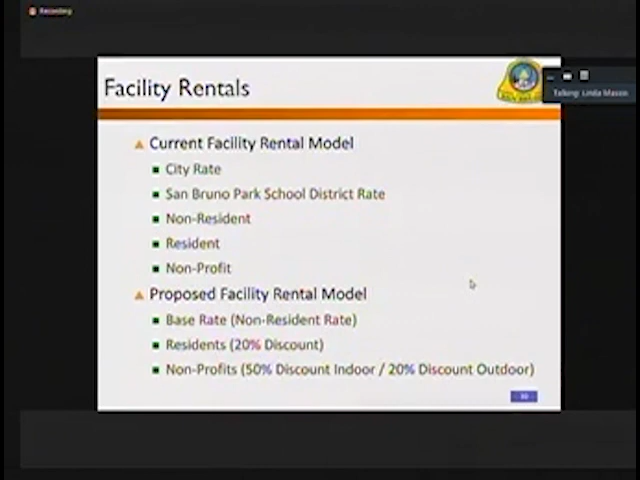 Recording
Facility Rentals
Talking: Linda Mason
Current Facility Rental Model
City Rate
San Bruno Park School District Rate
Non-Resident
Resident
Non-Profit
Proposed Facility Rental Model
Base Rate (Non-Resident Rate)
Residents (20% Discount)
Non-Profits (50% Discount Indoor / 20% Discount Outdoor)